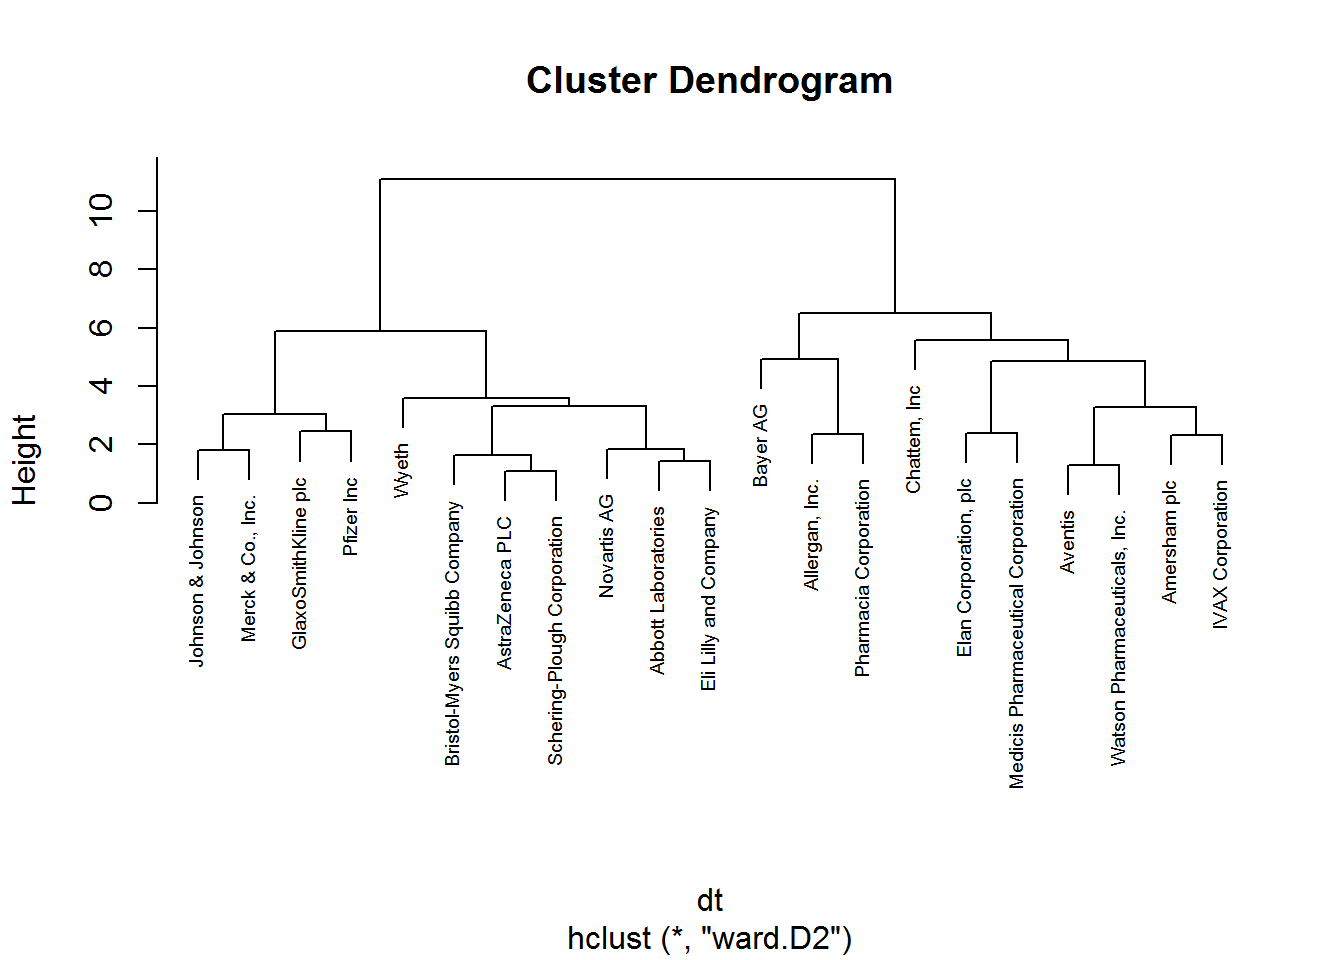 Cluster Dendrogram
Height
10
8
6
4
2
0
Johnson & Johnson
Merck & Co., Inc.
GlaxoSmithKline plc
Pfizer Inc
Wyeth
Bristol-Myers Squibb Company
AstraZeneca PLC
Schering-Plough Corporation
Novartis AG
Abbott Laboratories
Eli Lilly and Company
Bayer AG
Allergan, Inc.
Pharmacia Corporation
Chattem, Inc
Elan Corporation, plc
Medicis Pharmaceutical Corporation
Aventis
Watson Pharmaceuticals, Inc.
Amersham plc
IVAX Corporation
dt
hclust (*, "ward.D2")